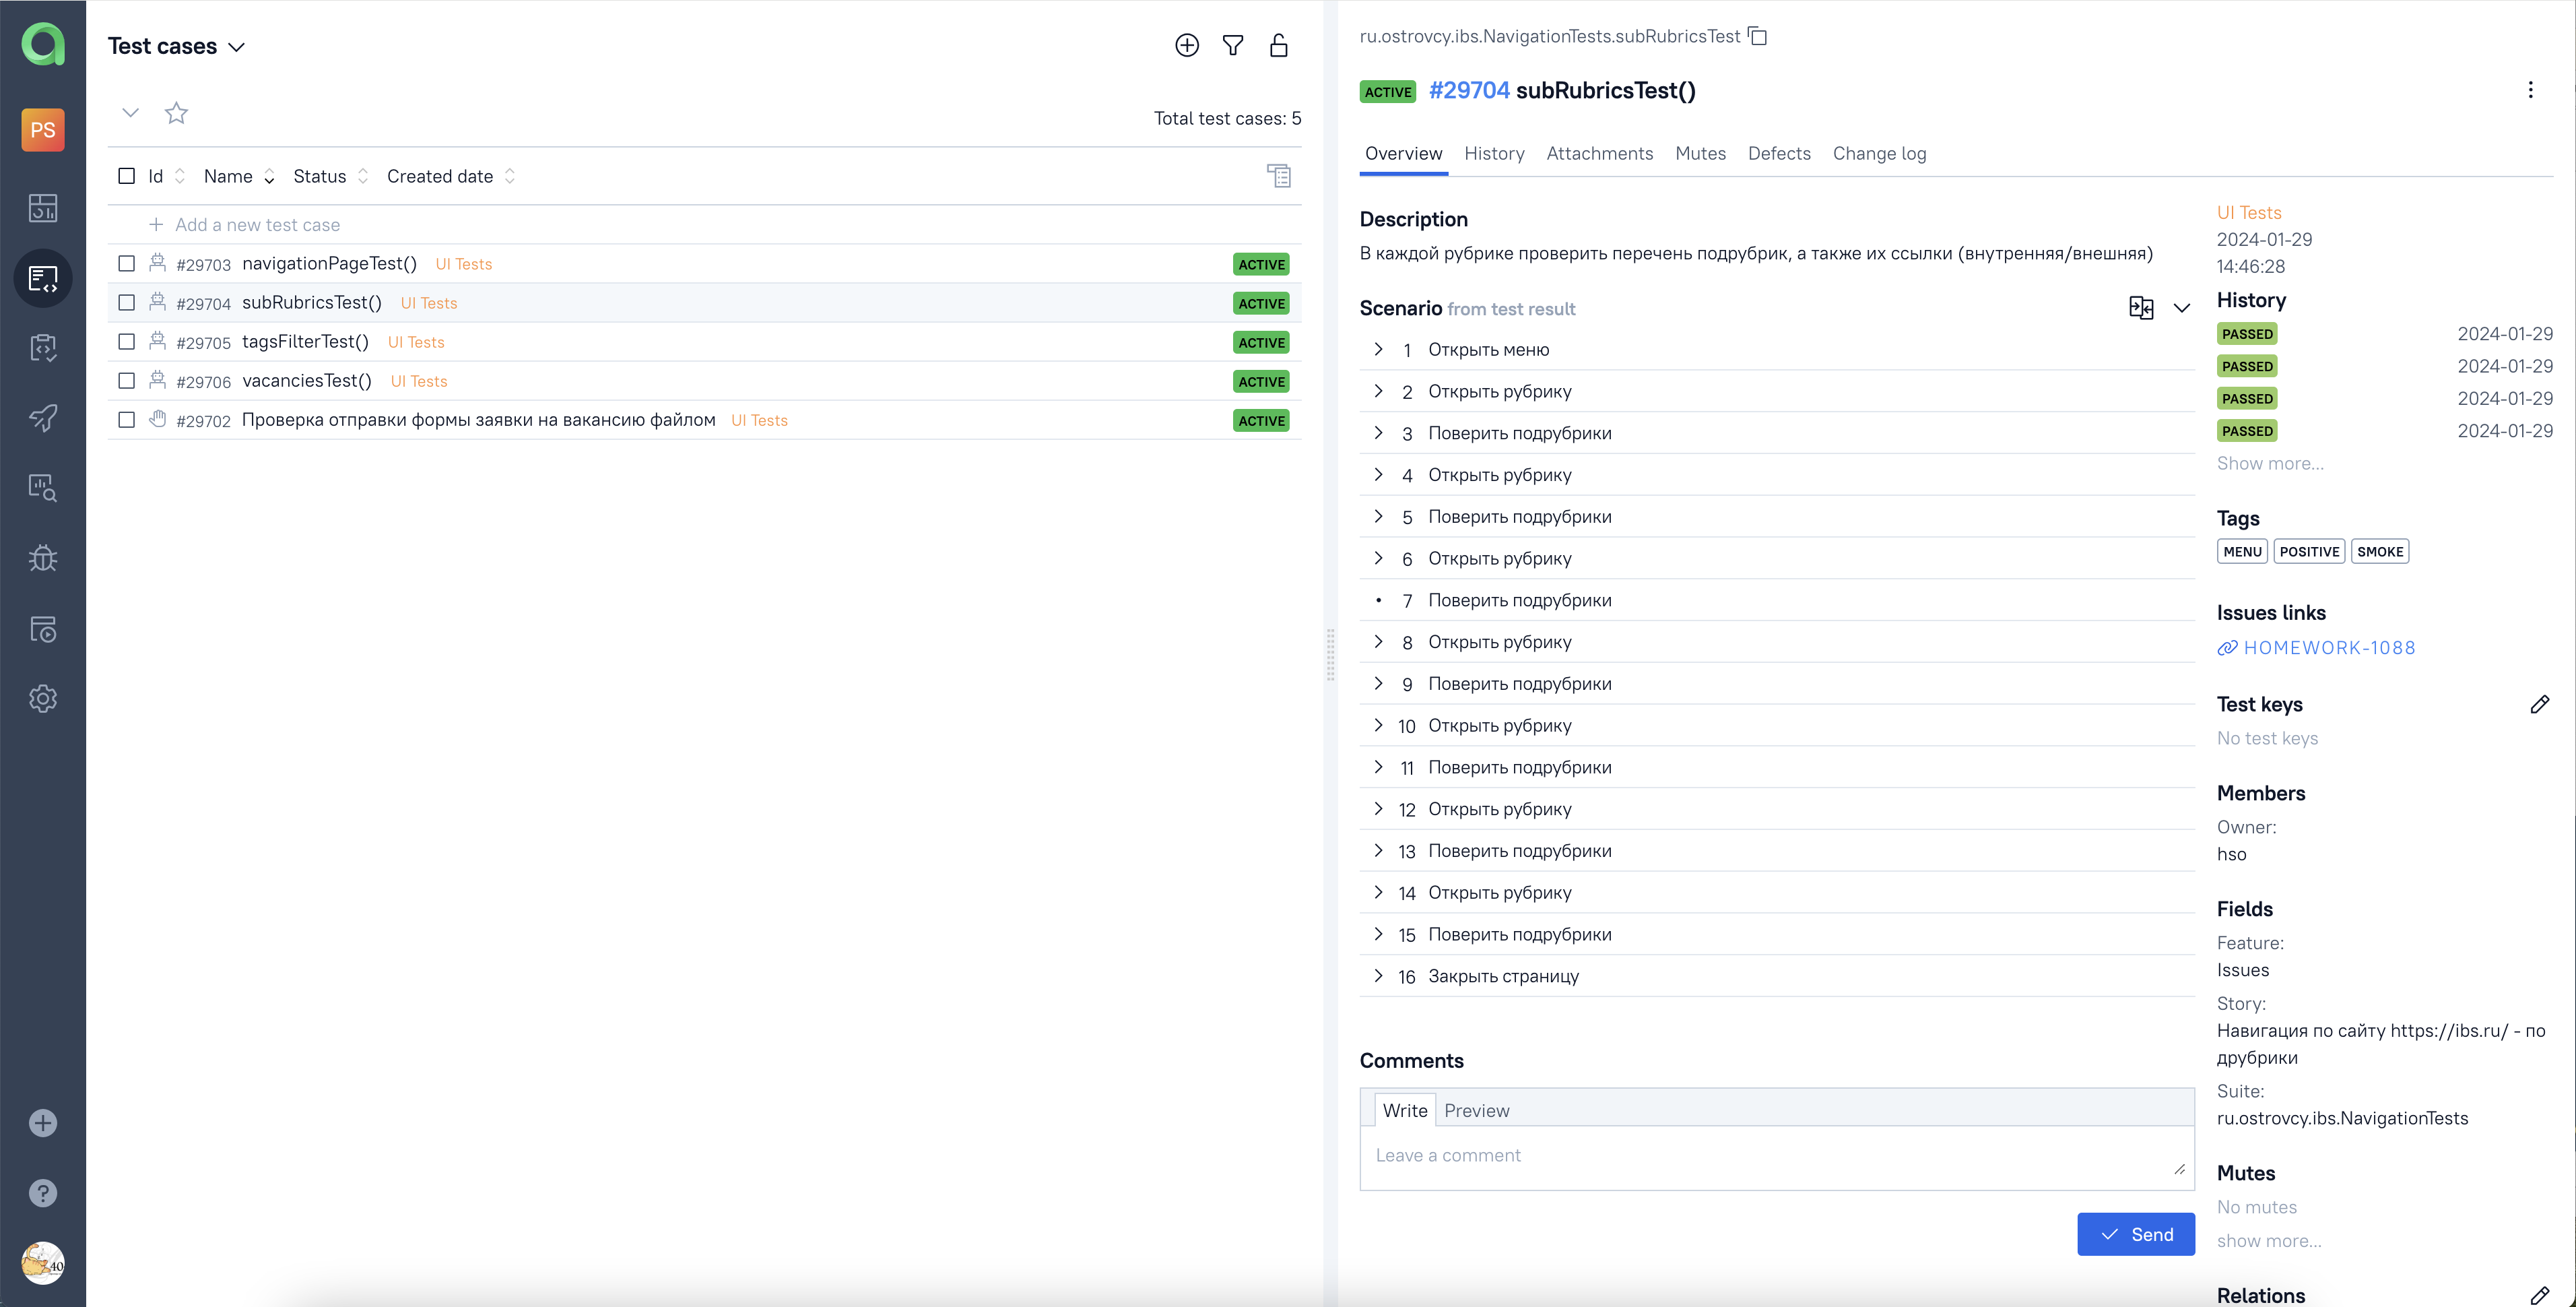 PS
40
Test cases
Total test cases: 5
Id Name Status Created date
Add a new test case
#29703 navigationPageTest() UI Tests ACTIVE
#29704 subRubricsTest() UI Tests ACTIVE
#29705 tagsFilterTest() UI Tests ACTIVE
#29706 vacanciesTest() UI Tests ACTIVE
#29702 Проверка отправки формы заявки на вакансию файлом UI Tests ACTIVE
ru.ostrovcy.ibs.NavigationTests.subRubricsTest
ACTIVE #29704 subRubricsTest()
Overview History Attachments Mutes Defects Change log
Description
В каждой рубрике проверить перечень подрубрик, а также их ссылки (внутренняя/внешняя)
Scenario from test result
1 Открыть меню
2 Открыть рубрику
3 Поверить подрубрики
4 Открыть рубрику
5 Поверить подрубрики
6 Открыть рубрику
7 Поверить подрубрики
8 Открыть рубрику
9 Поверить подрубрики
10 Открыть рубрику
11 Поверить подрубрики
12 Открыть рубрику
13 Поверить подрубрики
14 Открыть рубрику
15 Поверить подрубрики
16 Закрыть страницу
Comments
Write Preview
Leave a comment
Send
UI Tests
2024-01-29
14:46:28
History
PASSED 2024-01-29
PASSED 2024-01-29
PASSED 2024-01-29
PASSED 2024-01-29
Show more...
Tags
MENU POSITIVE SMOKE
Issues links
HOMEWORK-1088
Test keys
No test keys
Members
Owner:
hso
Fields
Feature:
Issues
Story:
Навигация по сайту https://ibs.ru/ - по
друбрики
Suite:
ru.ostrovcy.ibs.NavigationTests
Mutes
No mutes
show more...
Relations